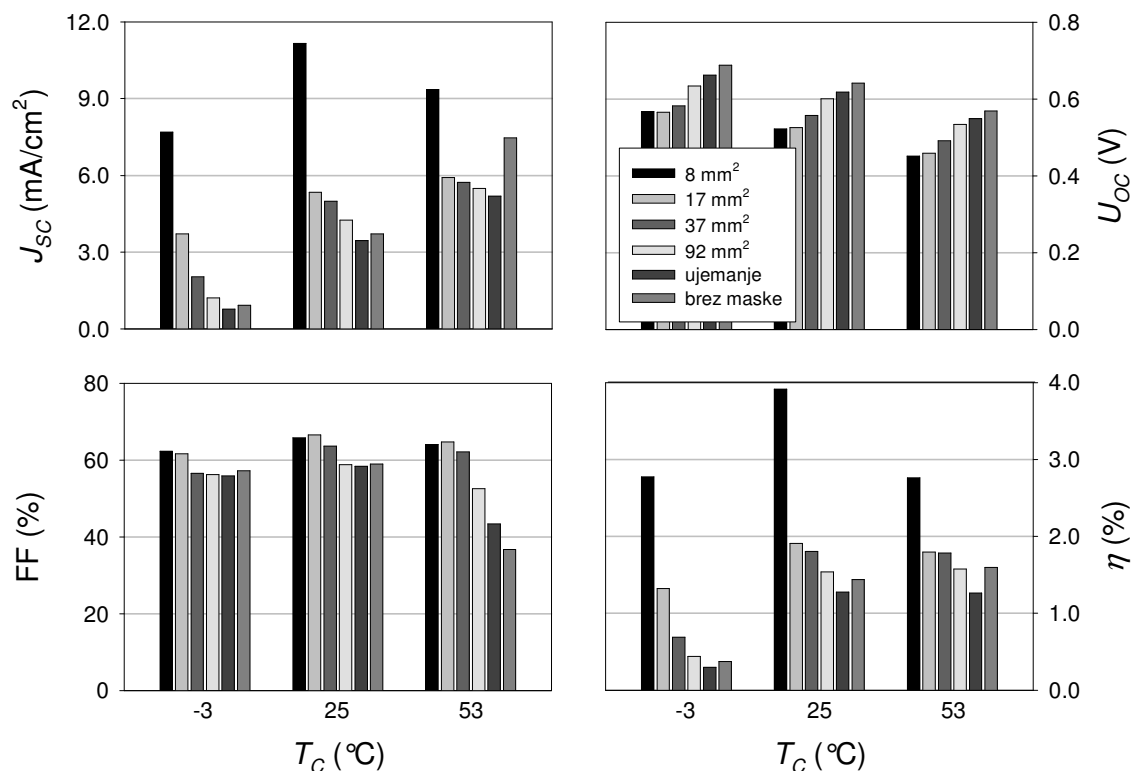 12.0
9.0
6.0
3.0
0.0
J_SC (mA/cm²)
0.8
0.6
0.4
0.2
0.0
U_OC (V)
8 mm²
17 mm²
37 mm²
92 mm²
ujemanje
brez maske
80
60
40
20
0
FF (%)
-3 25 53
T_C (°C)
4.0
3.0
2.0
1.0
0.0
η (%)
-3 25 53
T_C (°C)